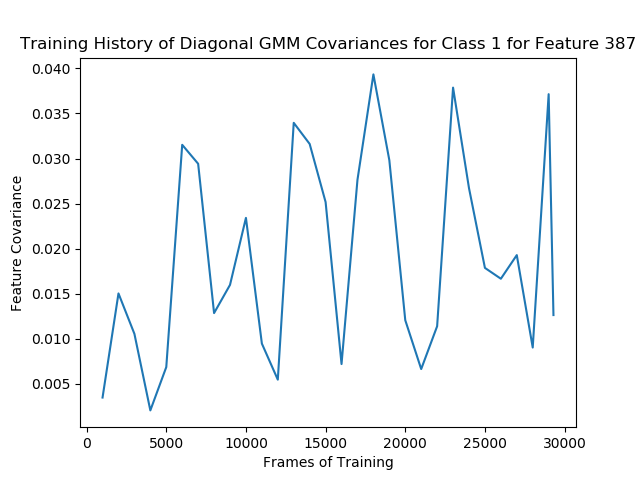 Training History of Diagonal GMM Covariances for Class 1 for Feature 387
0.040
0.035
0.030
0.025
0.020
0.015
0.010
0.005
Feature Covariance
0 5000 10000 15000 20000 25000 30000
Frames of Training